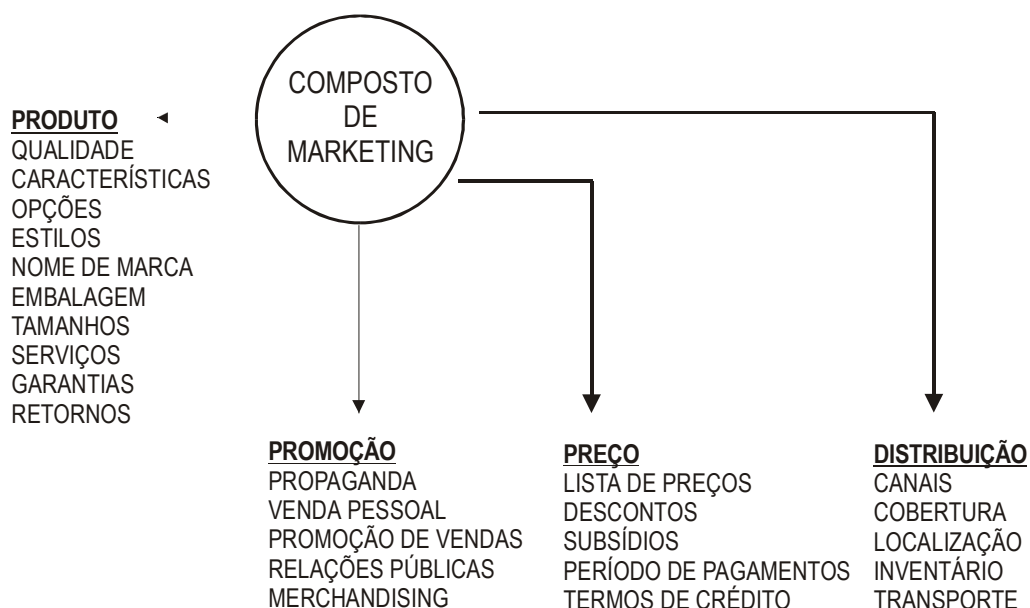 COMPOSTO
DE
MARKETING
PRODUTO
QUALIDADE
CARACTERÍSTICAS
OPÇÕES
ESTILOS
NOME DE MARCA
EMBALAGEM
TAMANHOS
SERVIÇOS
GARANTIAS
RETORNOS
PROMOÇÃO
PROPAGANDA
VENDA PESSOAL
PROMOÇÃO DE VENDAS
RELAÇÕES PÚBLICAS
MERCHANDISING
PREÇO
LISTA DE PREÇOS
DESCONTOS
SUBSÍDIOS
PERÍODO DE PAGAMENTOS
TERMOS DE CRÉDITO
DISTRIBUIÇÃO
CANAIS
COBERTURA
LOCALIZAÇÃO
INVENTÁRIO
TRANSPORTE